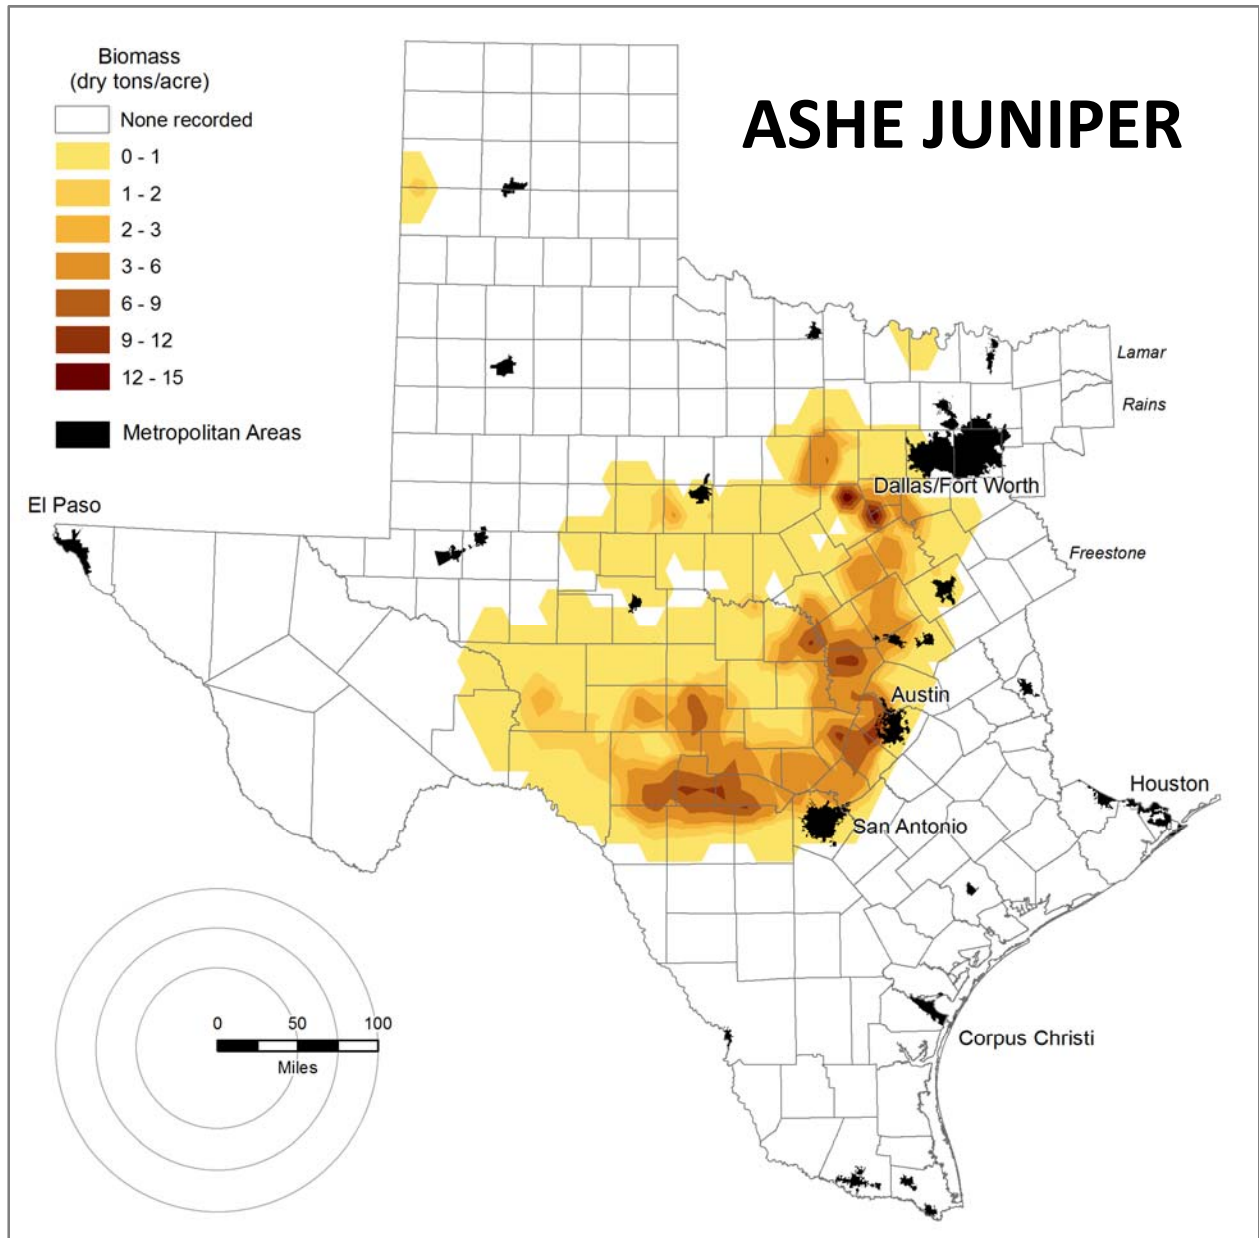 ASHE JUNIPER
Biomass
(dry tons/acre)
None recorded
0 - 1
1 - 2
2 - 3
3 - 6
6 - 9
9 - 12
12 - 15
Metropolitan Areas
Lamar
Rains
Dallas/Fort Worth
El Paso
Freestone
Austin
Houston
San Antonio
0 50 100
Miles
Corpus Christi